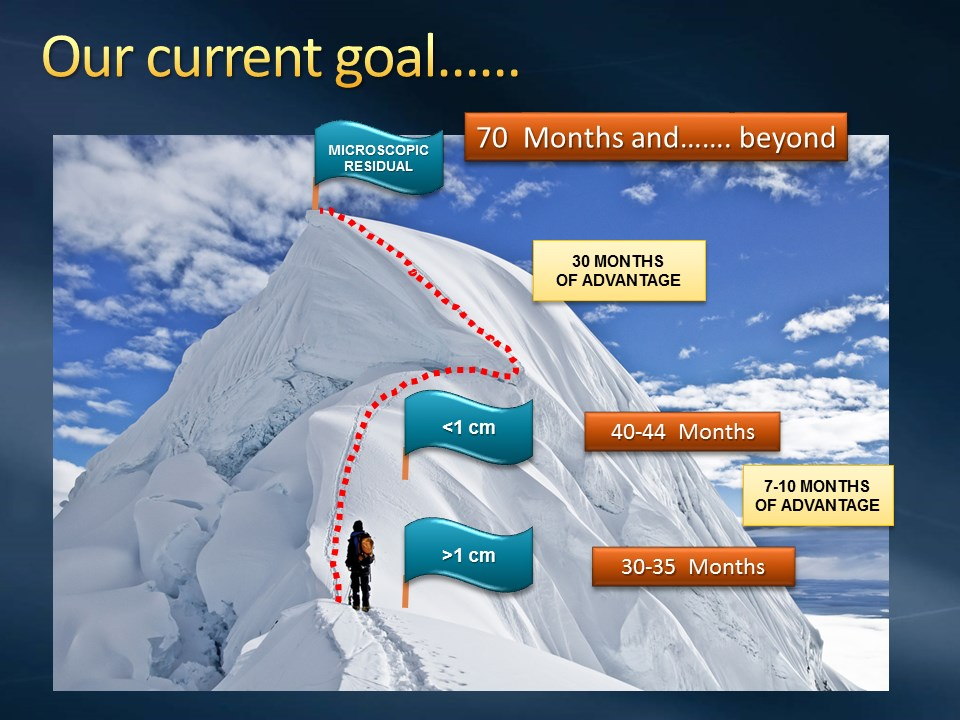 Our current goal......
70  Months and....... beyond
MICROSCOPIC
RESIDUAL
30 MONTHS
OF ADVANTAGE
<1 cm
40-44  Months
7-10 MONTHS
OF ADVANTAGE
>1 cm
30-35  Months